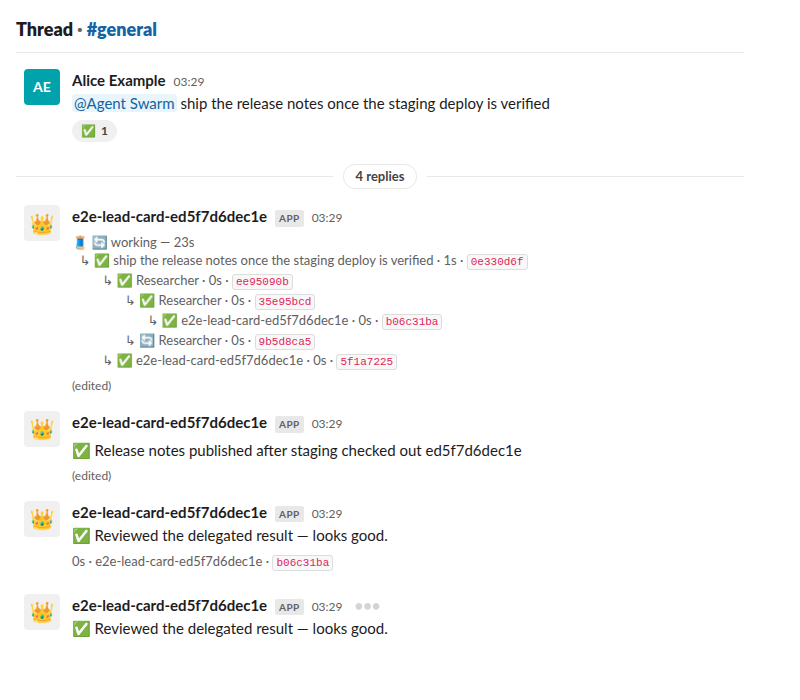 Thread • #general
AE
Alice Example 03:29
@Agent Swarm ship the release notes once the staging deploy is verified
✅ 1
4 replies
e2e-lead-card-ed5f7d6dec1e APP 03:29
🧵 🔄 working — 23s
↳ ✅ ship the release notes once the staging deploy is verified · 1s · 0e330d6f
↳ ✅ Researcher · 0s · ee95090b
↳ ✅ Researcher · 0s · 35e95bcd
↳ ✅ e2e-lead-card-ed5f7d6dec1e · 0s · b06c31ba
↳ 🔄 Researcher · 0s · 9b5d8ca5
↳ ✅ e2e-lead-card-ed5f7d6dec1e · 0s · 5f1a7225
(edited)
e2e-lead-card-ed5f7d6dec1e APP 03:29
✅ Release notes published after staging checked out ed5f7d6dec1e
(edited)
e2e-lead-card-ed5f7d6dec1e APP 03:29
✅ Reviewed the delegated result — looks good.
0s · e2e-lead-card-ed5f7d6dec1e · b06c31ba
e2e-lead-card-ed5f7d6dec1e APP 03:29
✅ Reviewed the delegated result — looks good.